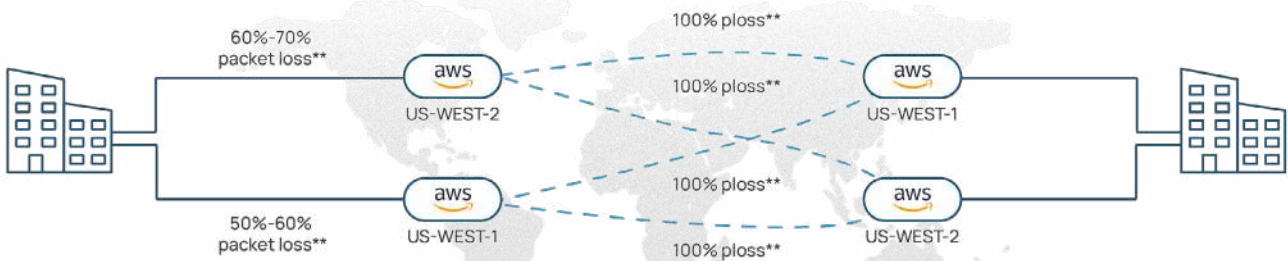 100% ploss**
60%-70%
packet loss**
aws
US-WEST-2
100% ploss**
aws
US-WEST-1
aws
US-WEST-1
100% ploss**
aws
US-WEST-2
50%-60%
packet loss**
100% ploss**